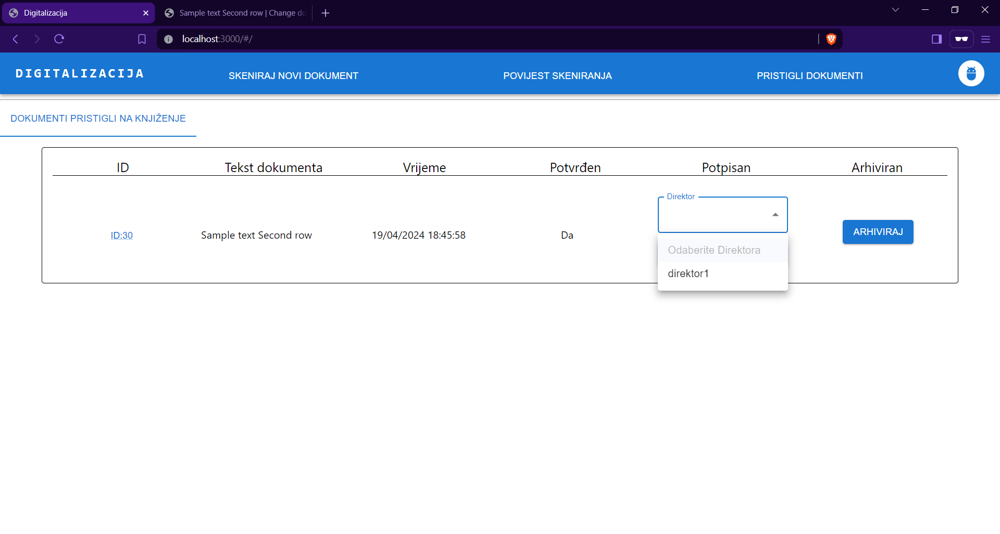 Digitalizacija
Sample text Second row | Change do
localhost:3000/#/
DIGITALIZACIJA
SKENIRAJ NOVI DOKUMENT
POVIJEST SKENIRANJA
PRISTIGLI DOKUMENTI
DOKUMENTI PRISTIGLI NA KNJIŽENJE
ID Tekst dokumenta Vrijeme Potvrđen Potpisan Arhiviran
Direktor
ID:30 Sample text Second row 19/04/2024 18:45:58 Da ARHIVIRAJ
Odaberite Direktora
direktor1